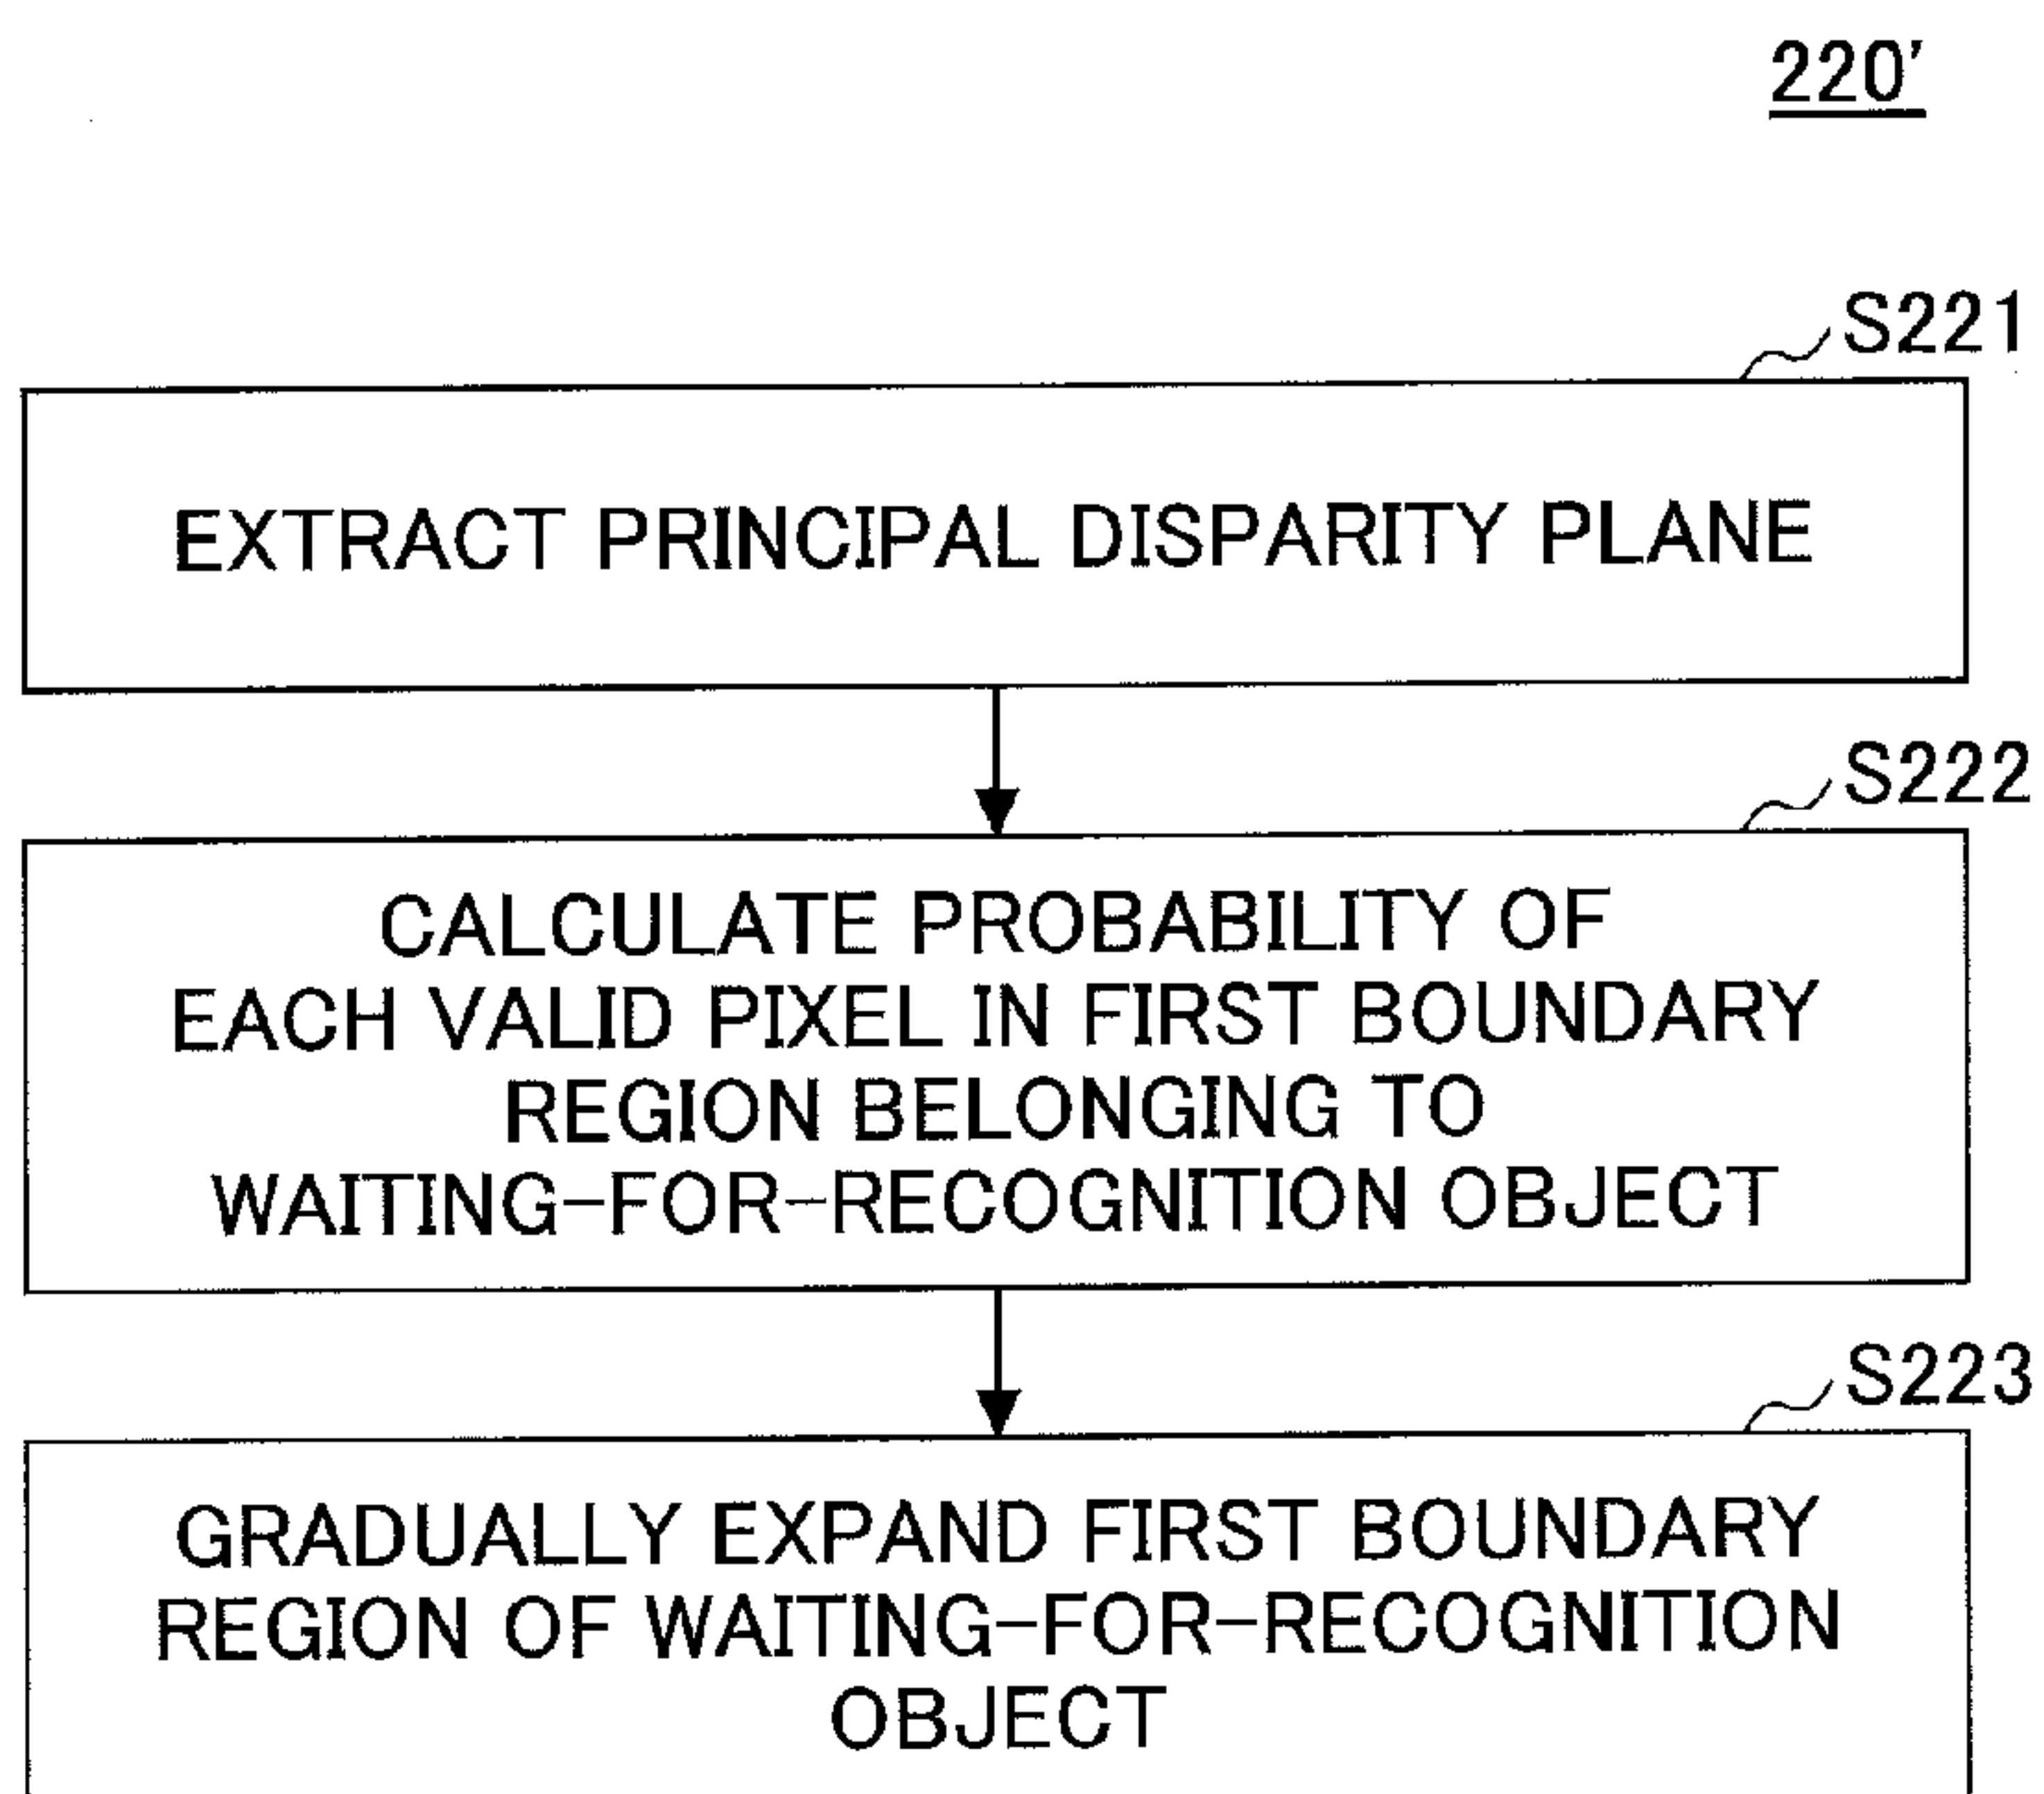 220'
S221
EXTRACT PRINCIPAL DISPARITY PLANE
S222
CALCULATE PROBABILITY OF
EACH VALID PIXEL IN FIRST BOUNDARY
REGION BELONGING TO
WAITING-FOR-RECOGNITION OBJECT
S223
GRADUALLY EXPAND FIRST BOUNDARY
REGION OF WAITING-FOR-RECOGNITION
OBJECT